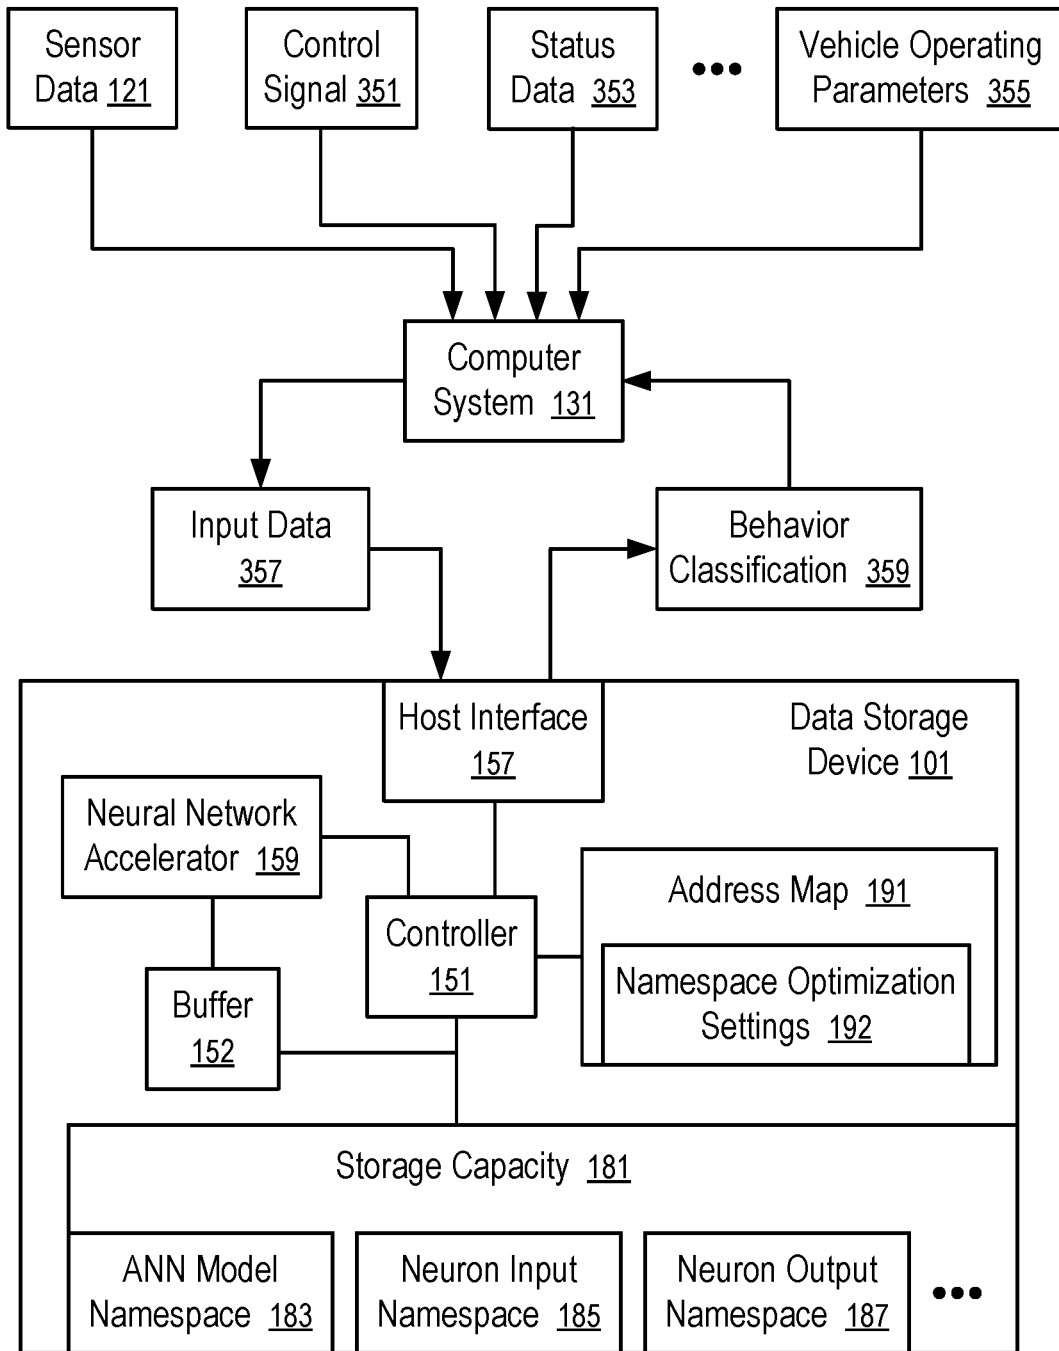 Sensor
Data 121
Control
Signal 351
Status
Data 353
•••
Vehicle Operating
Parameters 355
Computer
System 131
Input Data
357
Behavior
Classification 359
Host Interface
157
Data Storage
Device 101
Neural Network
Accelerator 159
Controller
151
Address Map 191
Namespace Optimization
Settings 192
Buffer
152
Storage Capacity 181
ANN Model
Namespace 183
Neuron Input
Namespace 185
Neuron Output
Namespace 187
•••